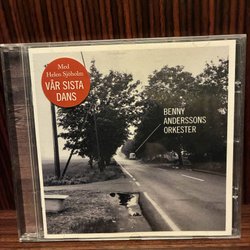 Med
Helen Sjöholm
VÅR SISTA
DANS
BENNY
ANDERSSONS
ORKESTER